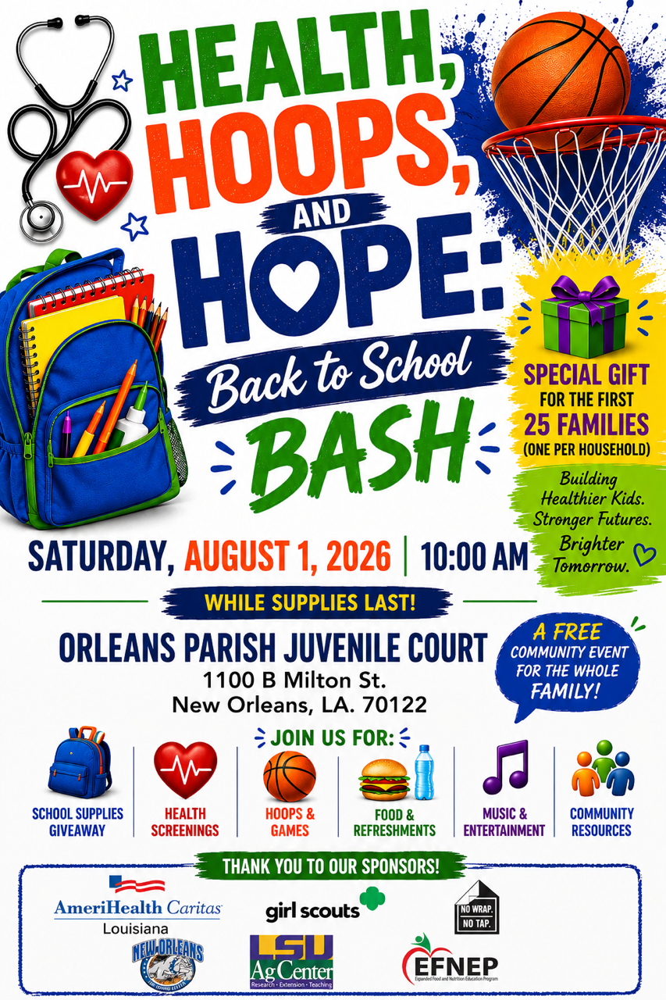 HEALTH,
HOOPS,
AND
HOPE:
Back to School
BASH
SPECIAL GIFT
FOR THE FIRST
25 FAMILIES
(ONE PER HOUSEHOLD)
Building
Healthier Kids.
Stronger Futures.
Brighter
Tomorrow.
SATURDAY, AUGUST 1, 2026 | 10:00 AM
WHILE SUPPLIES LAST!
ORLEANS PARISH JUVENILE COURT
1100 B Milton St.
New Orleans, LA. 70122
A FREE
COMMUNITY EVENT
FOR THE WHOLE
FAMILY!
JOIN US FOR:
SCHOOL SUPPLIES
GIVEAWAY
HEALTH
SCREENINGS
HOOPS &
GAMES
FOOD &
REFRESHMENTS
MUSIC &
ENTERTAINMENT
COMMUNITY
RESOURCES
THANK YOU TO OUR SPONSORS!
AmeriHealth Caritas
Louisiana
girl scouts
NO WRAP.
NO TAP.
NEW ORLEANS
LSU
AgCenter
Research • Extension • Teaching
EFNEP
Expanded Food and Nutrition Education Program